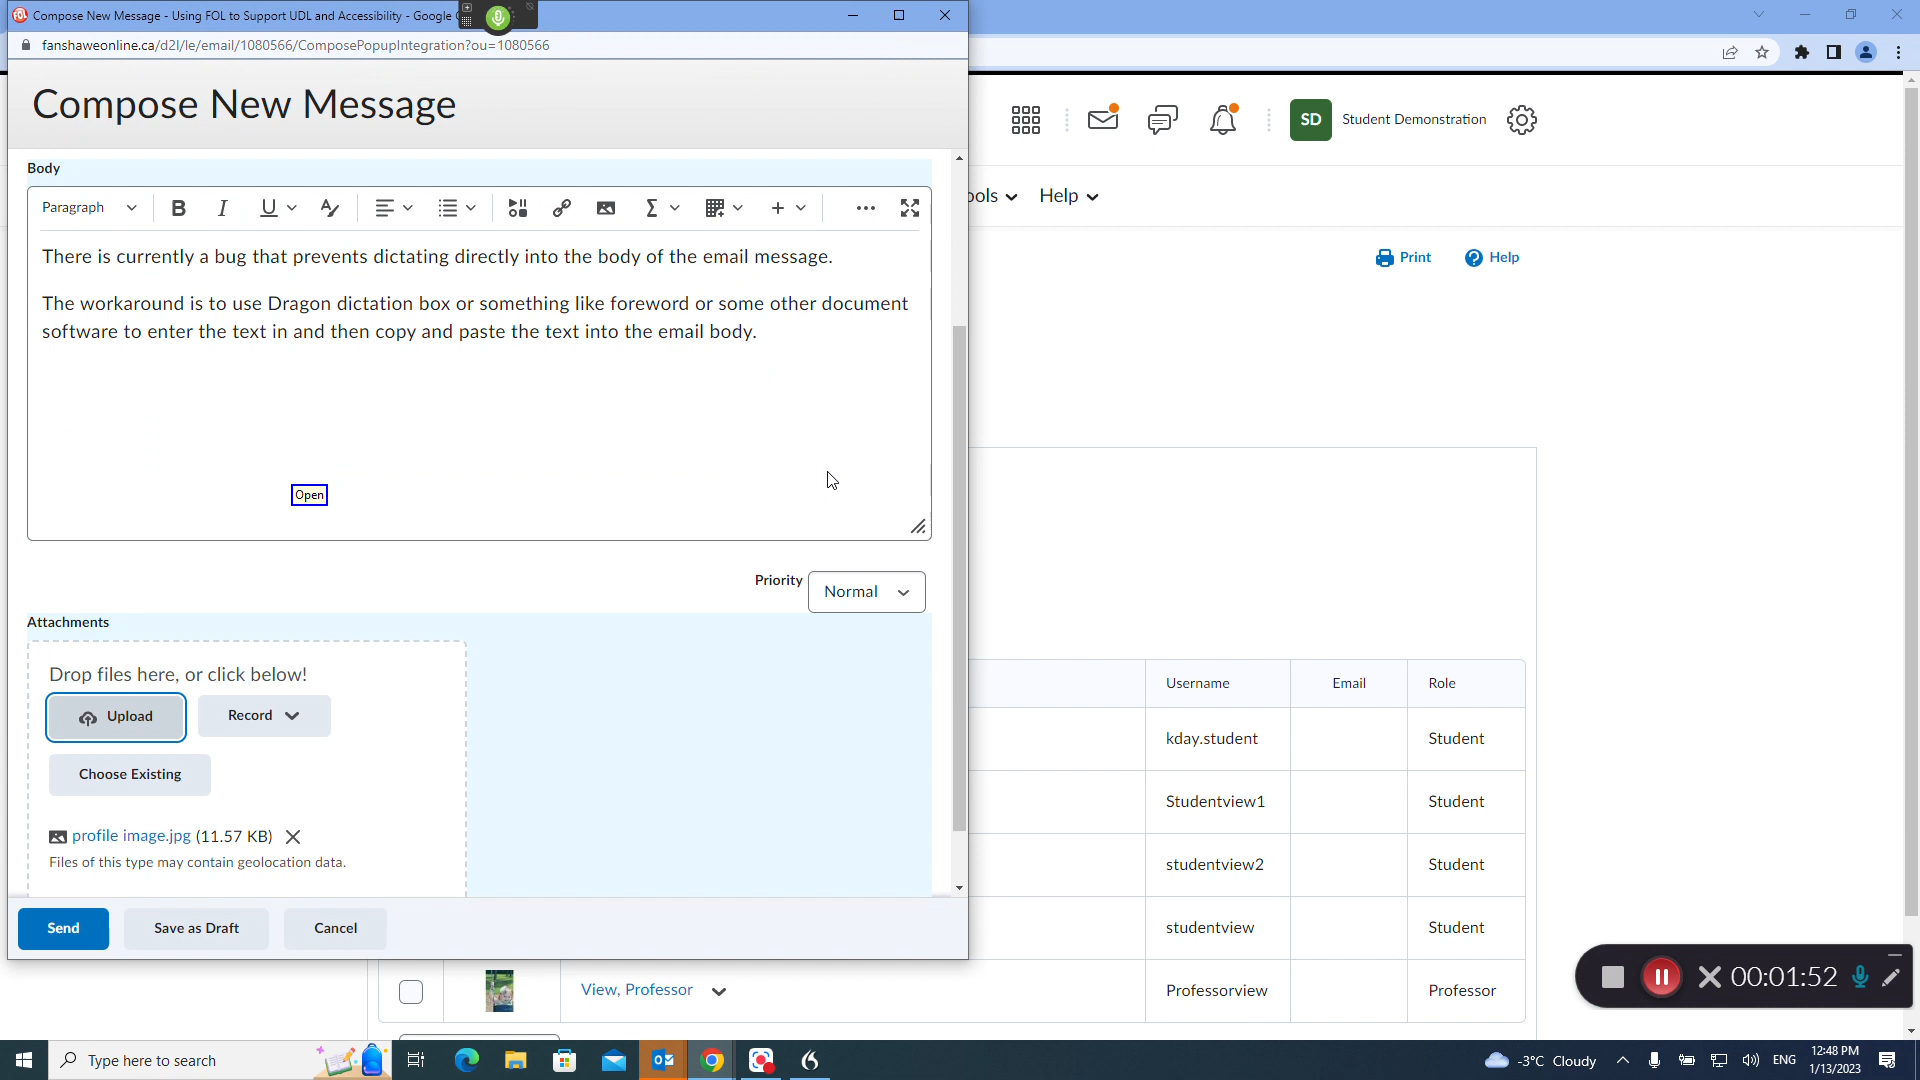 Compose New Message - Using FOL to Support UDL and Accessibility - Google
fanshaweonline.ca/d2l/le/email/1080566/ComposePopupIntegration?ou=1080566
Compose New Message
SD
Student Demonstration
Help
Print
Help
Body
Paragraph
There is currently a bug that prevents dictating directly into the body of the email message.
The workaround is to use Dragon dictation box or something like foreword or some other document
software to enter the text in and then copy and paste the text into the email body.
Open
Priority
Normal
Attachments
Drop files here, or click below!
Upload
Record
Choose Existing
profile image.jpg (11.57 KB)
Files of this type may contain geolocation data.
Send
Save as Draft
Cancel
Username Email Role
kday.student Student
Studentview1 Student
studentview2 Student
studentview Student
View, Professor Professorview Professor
00:01:52
Type here to search
-3°C Cloudy
ENG
12:48 PM
1/13/2023